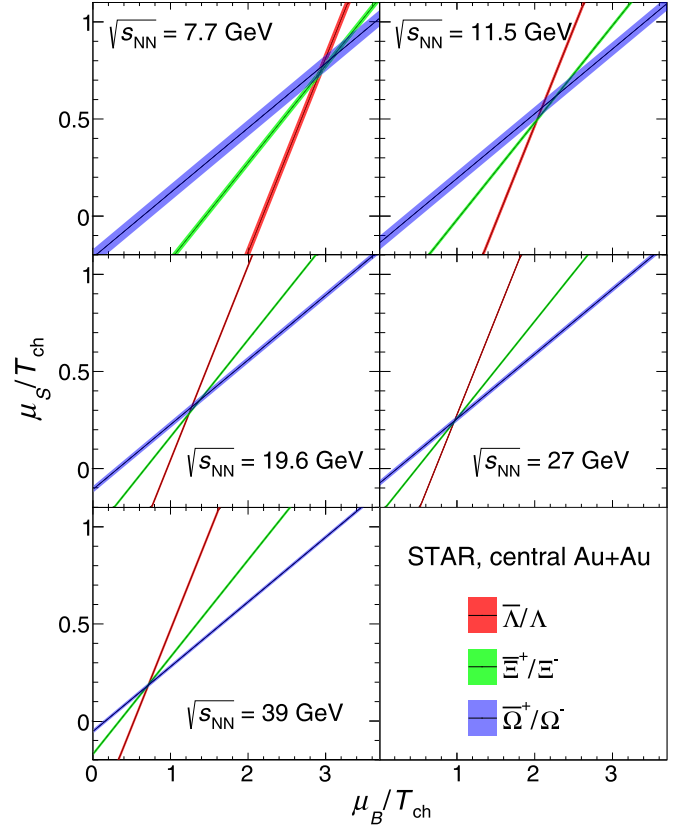 √sNN = 7.7 GeV
√sNN = 11.5 GeV
1
0.5
0
√sNN = 19.6 GeV
√sNN = 27 GeV
1
0.5
0
μS/Tch
√sNN = 39 GeV
1
0.5
0
STAR, central Au+Au
Λ̅/Λ
Ξ̅⁺/Ξ⁻
Ω̅⁺/Ω⁻
0 1 2 3
1 2 3
μB/Tch